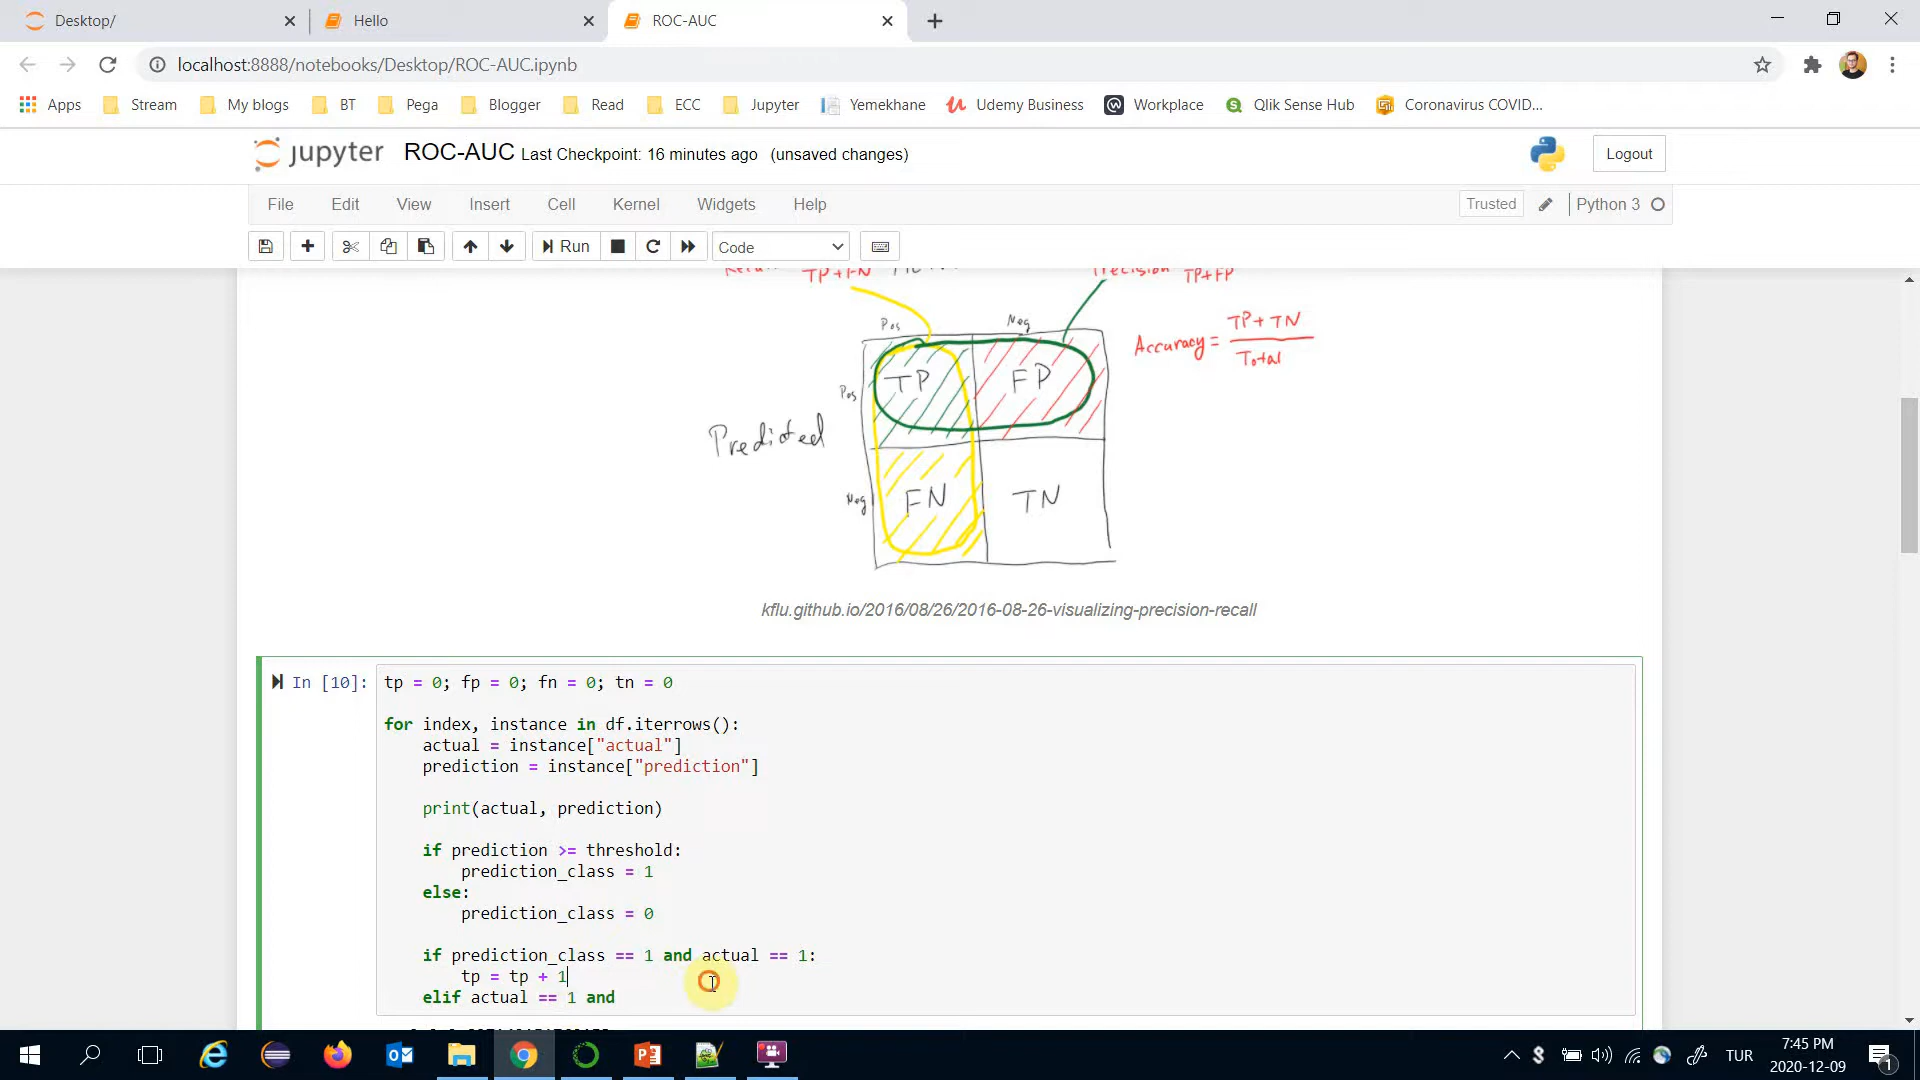 Desktop/
Hello
ROC-AUC
localhost:8888/notebooks/Desktop/ROC-AUC.ipynb
Apps Stream My blogs BT Pega Blogger Read ECC Jupyter Yemekhane Udemy Business Workplace Qlik Sense Hub Coronavirus COVID...
jupyter ROC-AUC Last Checkpoint: 16 minutes ago (unsaved changes) Logout
File Edit View Insert Cell Kernel Widgets Help Trusted Python 3
Run Code
TP+FN Precision TP+FP
Pos Neg
Accuracy = TP+TN
Total
Pos TP FP
Predicted
Neg FN TN
kflu.github.io/2016/08/26/2016-08-26-visualizing-precision-recall
In [10]: tp = 0; fp = 0; fn = 0; tn = 0
for index, instance in df.iterrows():
actual = instance["actual"]
prediction = instance["prediction"]
print(actual, prediction)
if prediction >= threshold:
prediction_class = 1
else:
prediction_class = 0
if prediction_class == 1 and actual == 1:
tp = tp + 1
elif actual == 1 and
TUR
7:45 PM
2020-12-09
1